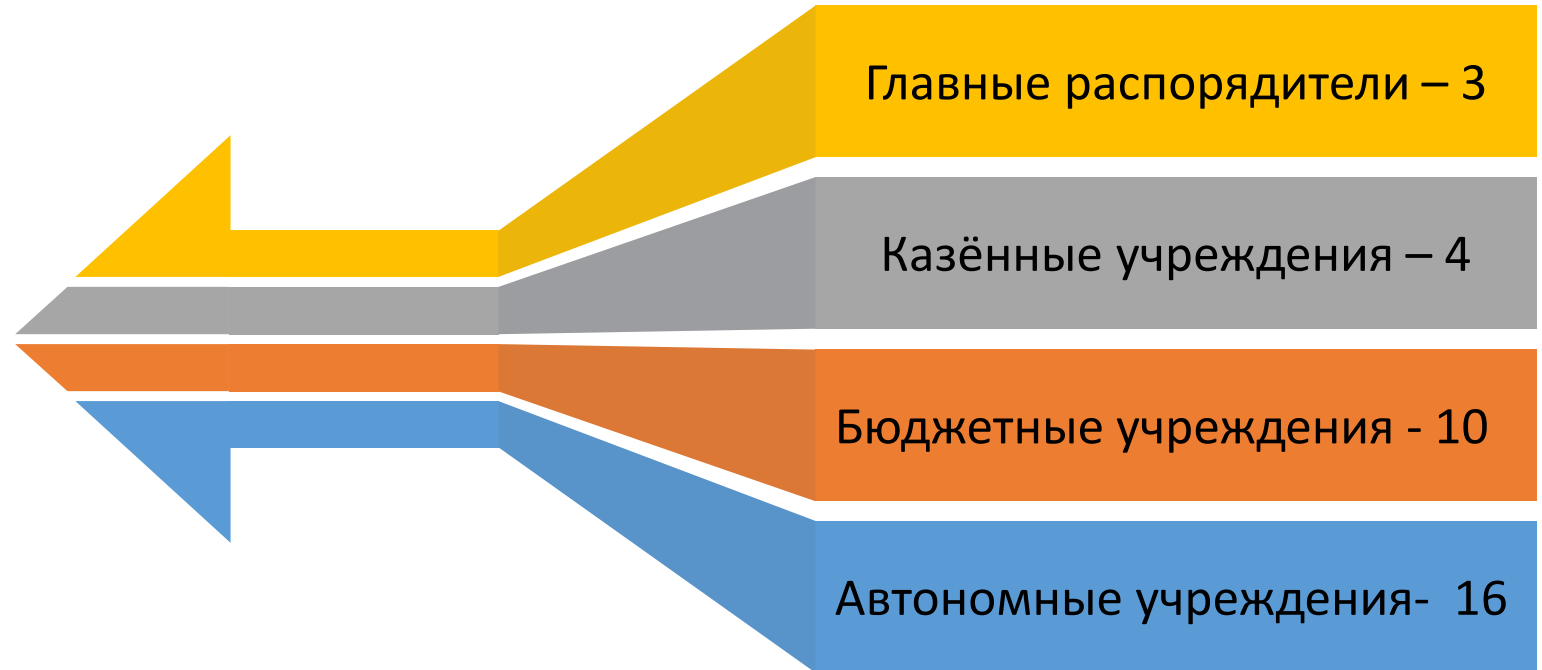 Главные распорядители – 3
Казённые учреждения – 4
Бюджетные учреждения - 10
Автономные учреждения-  16